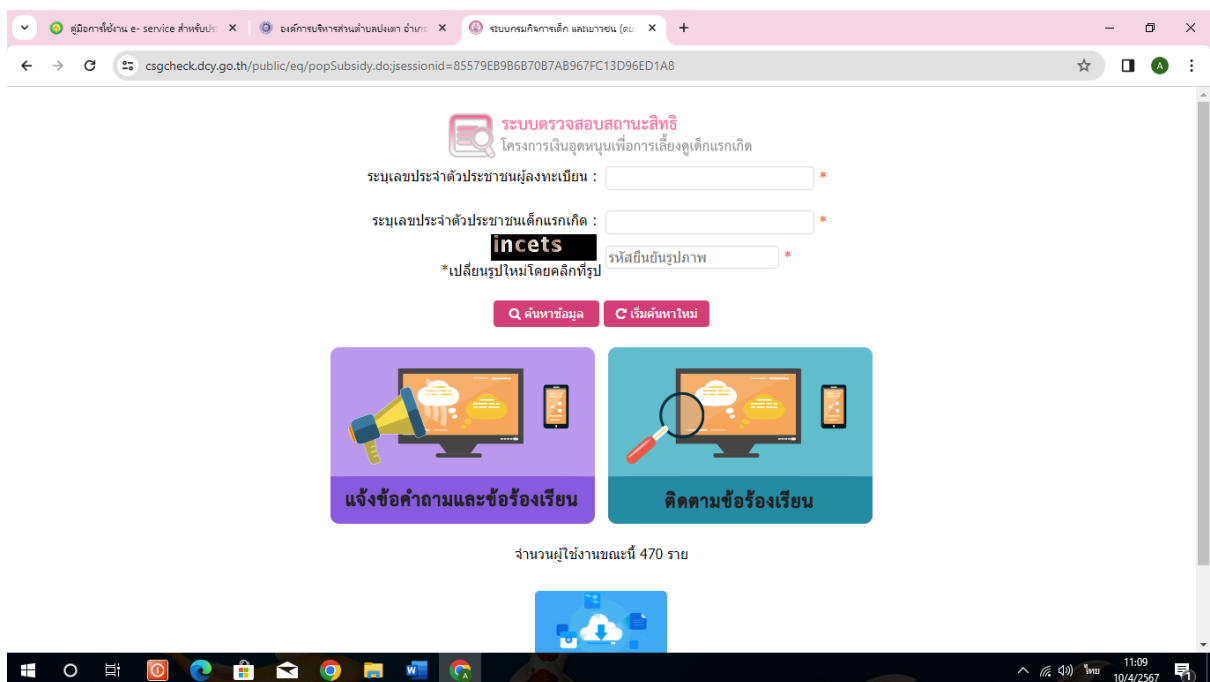 คู่มือการใช้งาน e- service สำหรับประ
องค์การบริหารส่วนตำบลปงเตา อำเภ
ระบบกรมกิจการเด็ก และเยาวชน (ดย.
csgcheck.dcy.go.th/public/eq/popSubsidy.do;jsessionid=85579EB9B6B70B7AB967FC13D96ED1A8
A
ระบบตรวจสอบสถานะสิทธิ
โครงการเงินอุดหนุนเพื่อการเลี้ยงดูเด็กแรกเกิด
ระบุเลขประจำตัวประชาชนผู้ลงทะเบียน : *
ระบุเลขประจำตัวประชาชนเด็กแรกเกิด : *
incets
รหัสยืนยันรูปภาพ *
*เปลี่ยนรูปใหม่โดยคลิกที่รูป
ค้นหาข้อมูล เริ่มค้นหาใหม่
แจ้งข้อคำถามและข้อร้องเรียน
ติดตามข้อร้องเรียน
จำนวนผู้ใช้งานขณะนี้ 470 ราย
ไทย
11:09
10/4/2567
1